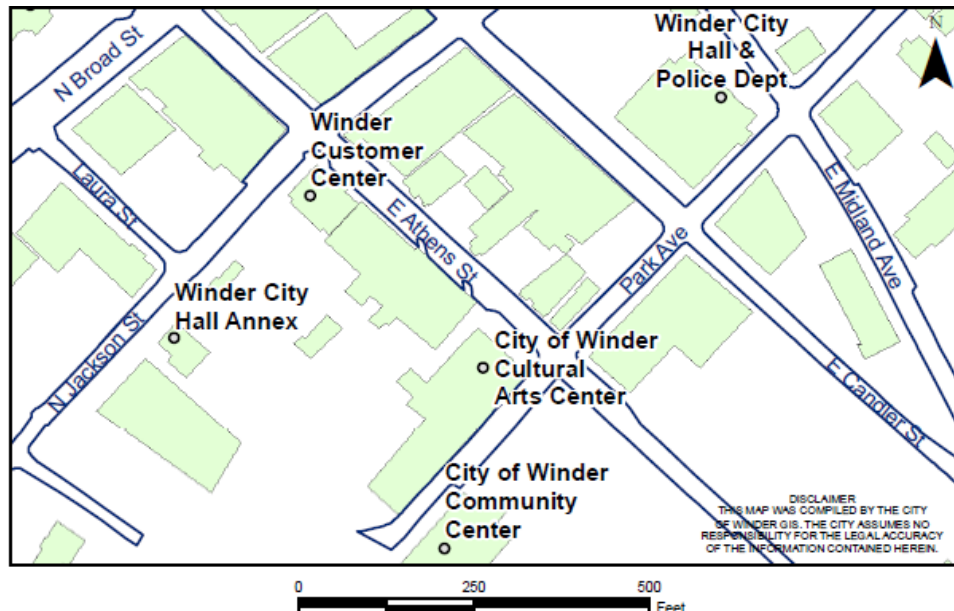 N Broad St
Winder City
Hall &
Police Dept
N
Winder
Customer
Center
Laura St
E Athens St
E Midland Ave
Park Ave
Winder City
Hall Annex
N Jackson St
City of Winder
Cultural
Arts Center
E Candler St
City of Winder
Community
Center
DISCLAIMER
THIS MAP WAS COMPILED BY THE CITY
OF WINDER GIS. THE CITY ASSUMES NO
RESPONSIBILITY FOR THE LEGAL ACCURACY
OF THE INFORMATION CONTAINED HEREIN.
0 250 500
Feet